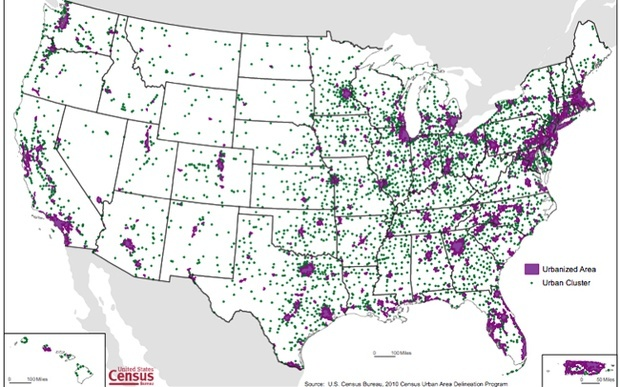 Urbanized Area
Urban Cluster
0 100 Miles
0 100 Miles
0 50 Miles
United States
Census
Bureau
Source: U.S. Census Bureau, 2010 Census Urban Area Delineation Program